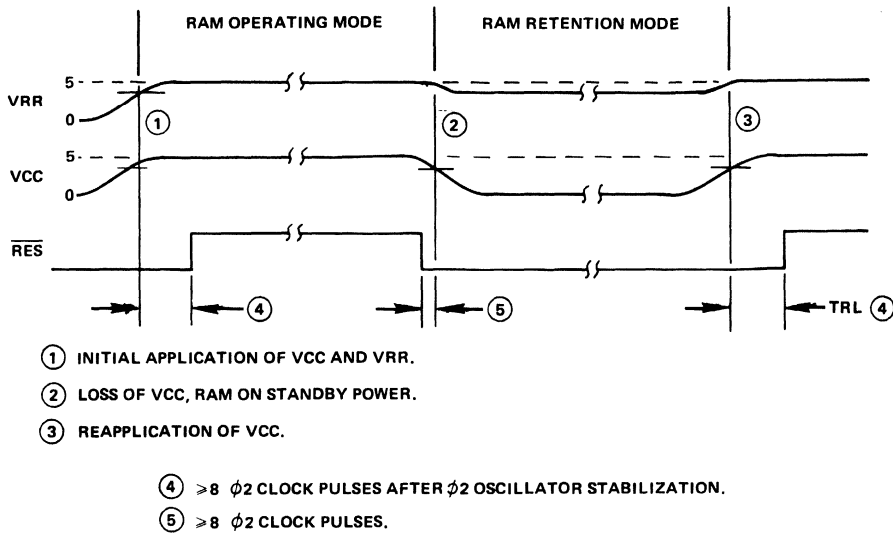 RAM OPERATING MODE RAM RETENTION MODE
5
VRR
0
① ② ③
5
VCC
0
RES
④ ⑤ TRL ④
① INITIAL APPLICATION OF VCC AND VRR.
② LOSS OF VCC, RAM ON STANDBY POWER.
③ REAPPLICATION OF VCC.
④ ⩾8 ϕ2 CLOCK PULSES AFTER ϕ2 OSCILLATOR STABILIZATION.
⑤ ⩾8 ϕ2 CLOCK PULSES.